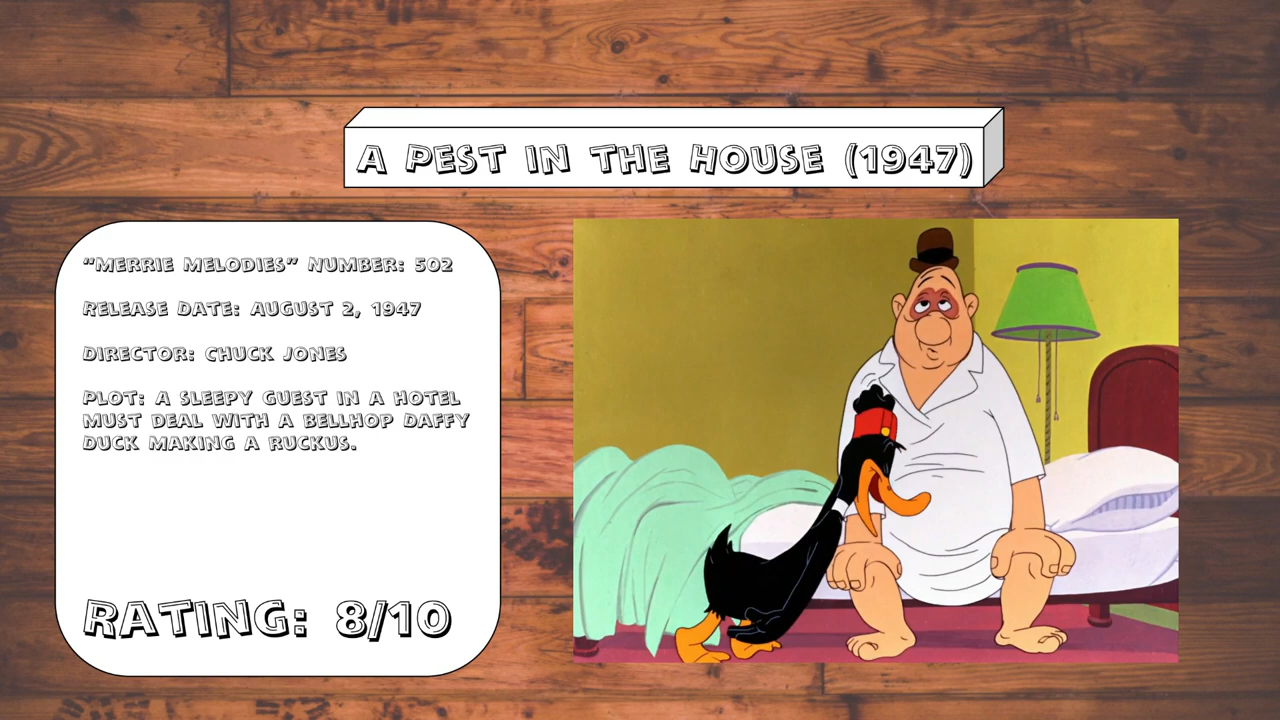 A PEST IN THE HOUSE (1947)
"MERRIE MELODIES" NUMBER: 502
RELEASE DATE: AUGUST 2, 1947
DIRECTOR: CHUCK JONES
PLOT: A SLEEPY GUEST IN A HOTEL
MUST DEAL WITH A BELLHOP DAFFY
DUCK MAKING A RUCKUS.
RATING: 8/10